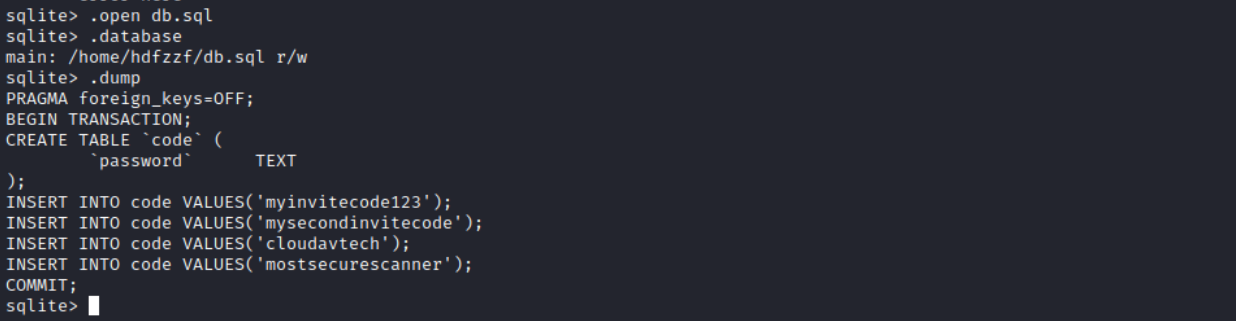 sqlite> .open db.sql
sqlite> .database
main: /home/hdfzzf/db.sql r/w
sqlite> .dump
PRAGMA foreign_keys=OFF;
BEGIN TRANSACTION;
CREATE TABLE `code` (
        `password`      TEXT
);
INSERT INTO code VALUES('myinvitecode123');
INSERT INTO code VALUES('mysecondinvitecode');
INSERT INTO code VALUES('cloudavtech');
INSERT INTO code VALUES('mostsecurescanner');
COMMIT;
sqlite>